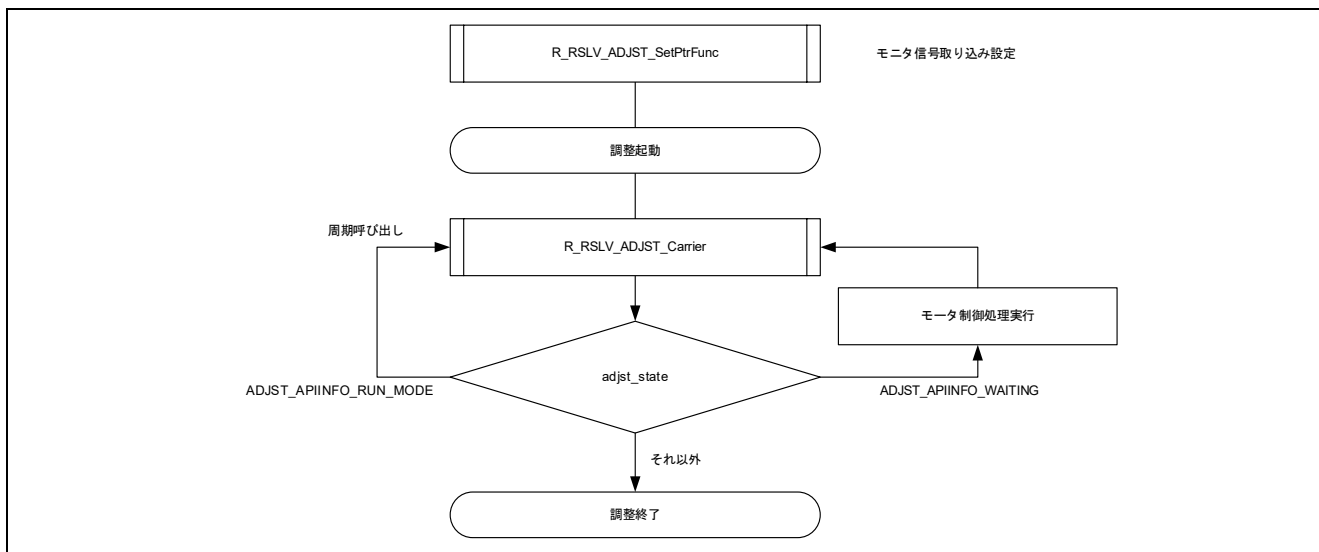 R_RSLV_ADJST_SetPtrFunc
モニタ信号取り込み設定
調整起動
周期呼び出し
R_RSLV_ADJST_Carrier
モータ制御処理実行
adjst_state
ADJST_APIINFO_RUN_MODE
ADJST_APIINFO_WAITING
それ以外
調整終了